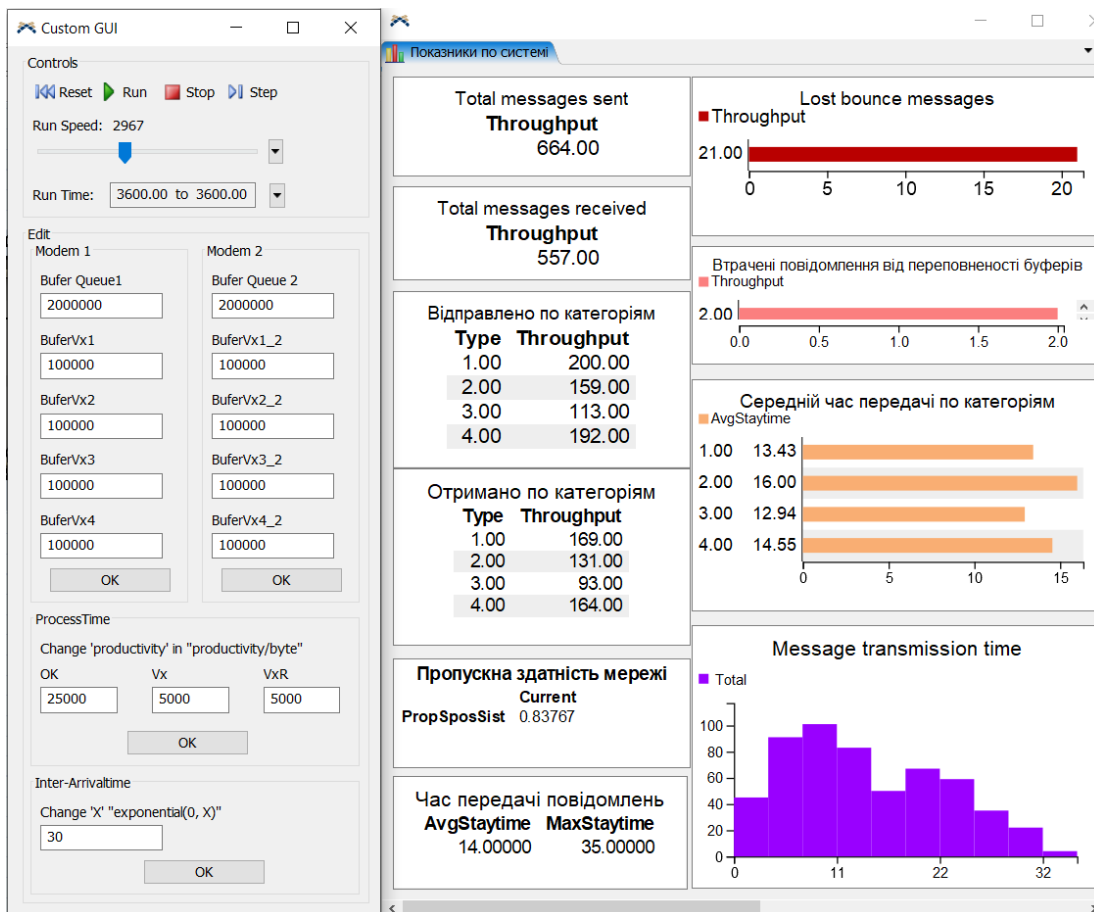 Custom GUI
Controls
Reset Run Stop Step
Run Speed: 2967
Run Time: 3600.00 to 3600.00
Edit
Modem 1
Bufer Queue1
2000000
BuferVx1
100000
BuferVx2
100000
BuferVx3
100000
BuferVx4
100000
OK
Modem 2
Bufer Queue 2
2000000
BuferVx1_2
100000
BuferVx2_2
100000
BuferVx3_2
100000
BuferVx4_2
100000
OK
ProcessTime
Change 'productivity' in "productivity/byte"
OK Vx VxR
25000 5000 5000
OK
Inter-Arrivaltime
Change 'X' "exponential(0, X)"
30
OK
Показники по системі
Total messages sent
Throughput
664.00
Total messages received
Throughput
557.00
Відправлено по категоріям
Type Throughput
1.00 200.00
2.00 159.00
3.00 113.00
4.00 192.00
Отримано по категоріям
Type Throughput
1.00 169.00
2.00 131.00
3.00 93.00
4.00 164.00
Пропускна здатність мережі
Current
PropSposSist 0.83767
Час передачі повідомлень
AvgStaytime MaxStaytime
14.00000 35.00000
Lost bounce messages
Throughput
21.00
0 5 10 15 20
Втрачені повідомлення від переповненості буферів
Throughput
2.00
0.0 0.5 1.0 1.5 2.0
Середній час передачі по категоріям
AvgStaytime
1.00 13.43
2.00 16.00
3.00 12.94
4.00 14.55
0 5 10 15
Message transmission time
Total
100
80
60
40
20
0
0 11 22 32